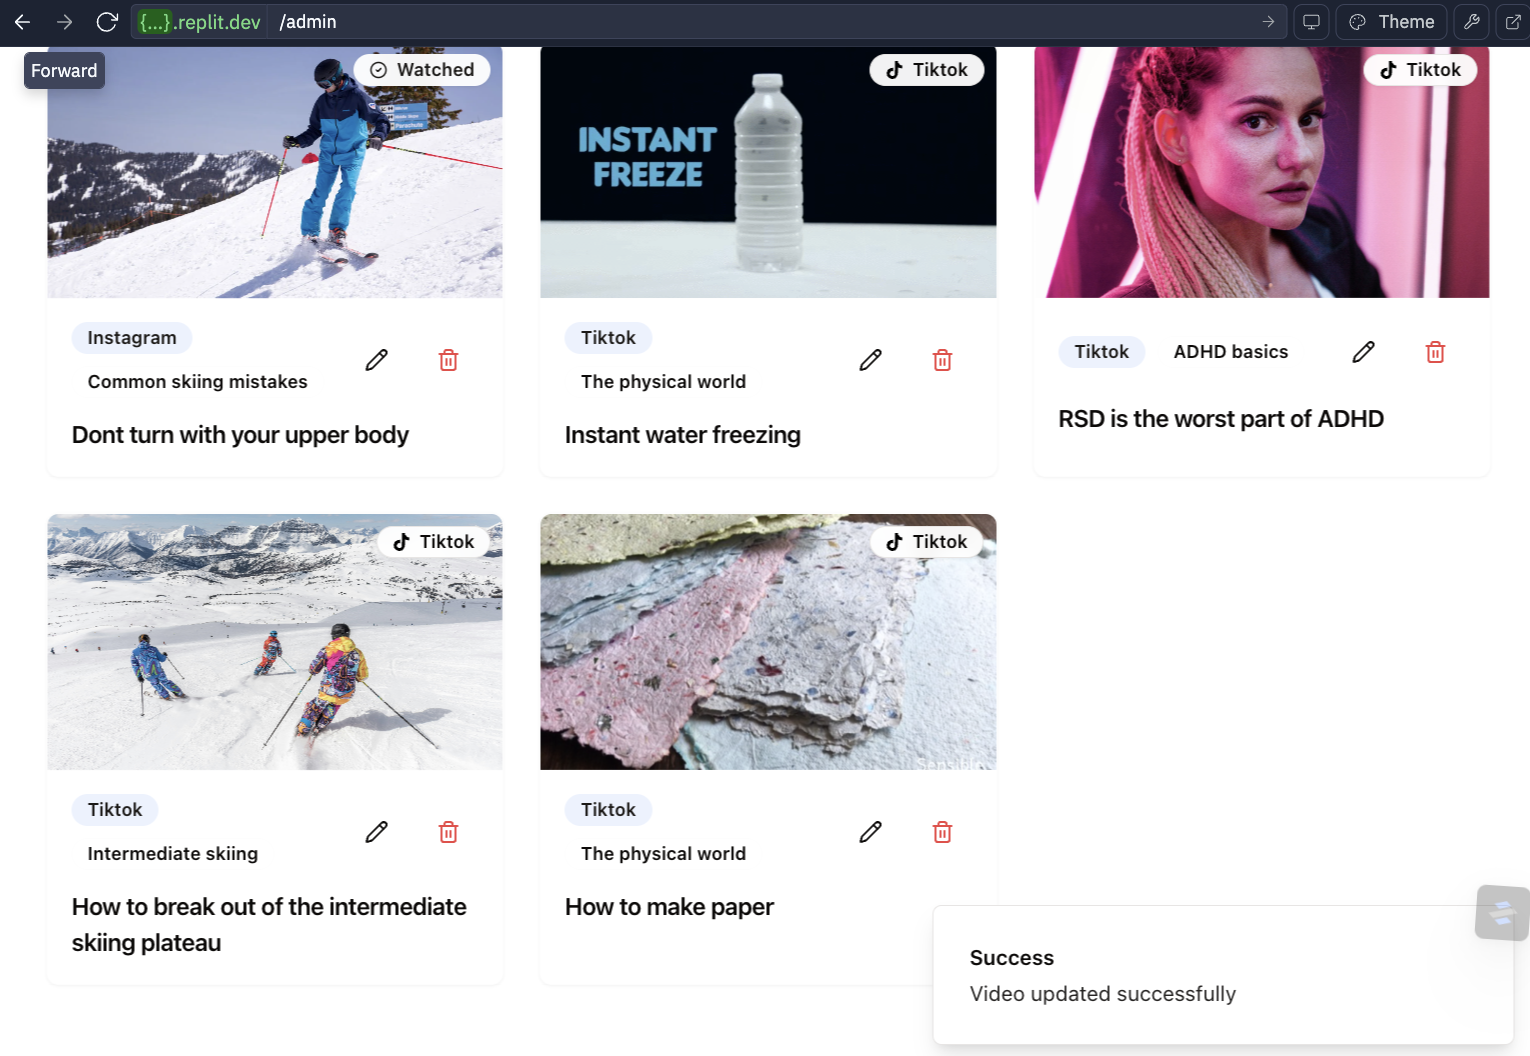 {...}.replit.dev /admin
Theme
Forward
Watched
Instagram
Common skiing mistakes
Dont turn with your upper body
Tiktok
INSTANT
FREEZE
Tiktok
The physical world
Instant water freezing
Tiktok
Tiktok
ADHD basics
RSD is the worst part of ADHD
Tiktok
Tiktok
Intermediate skiing
How to break out of the intermediate
skiing plateau
Tiktok
Tiktok
The physical world
How to make paper
Success
Video updated successfully